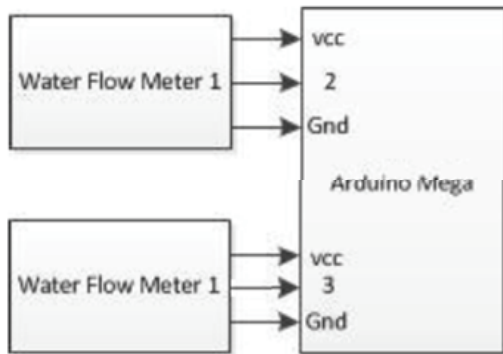 Water Flow Meter 1
vcc
2
Gnd
Arduino Mega
Water Flow Meter 1
vcc
3
Gnd